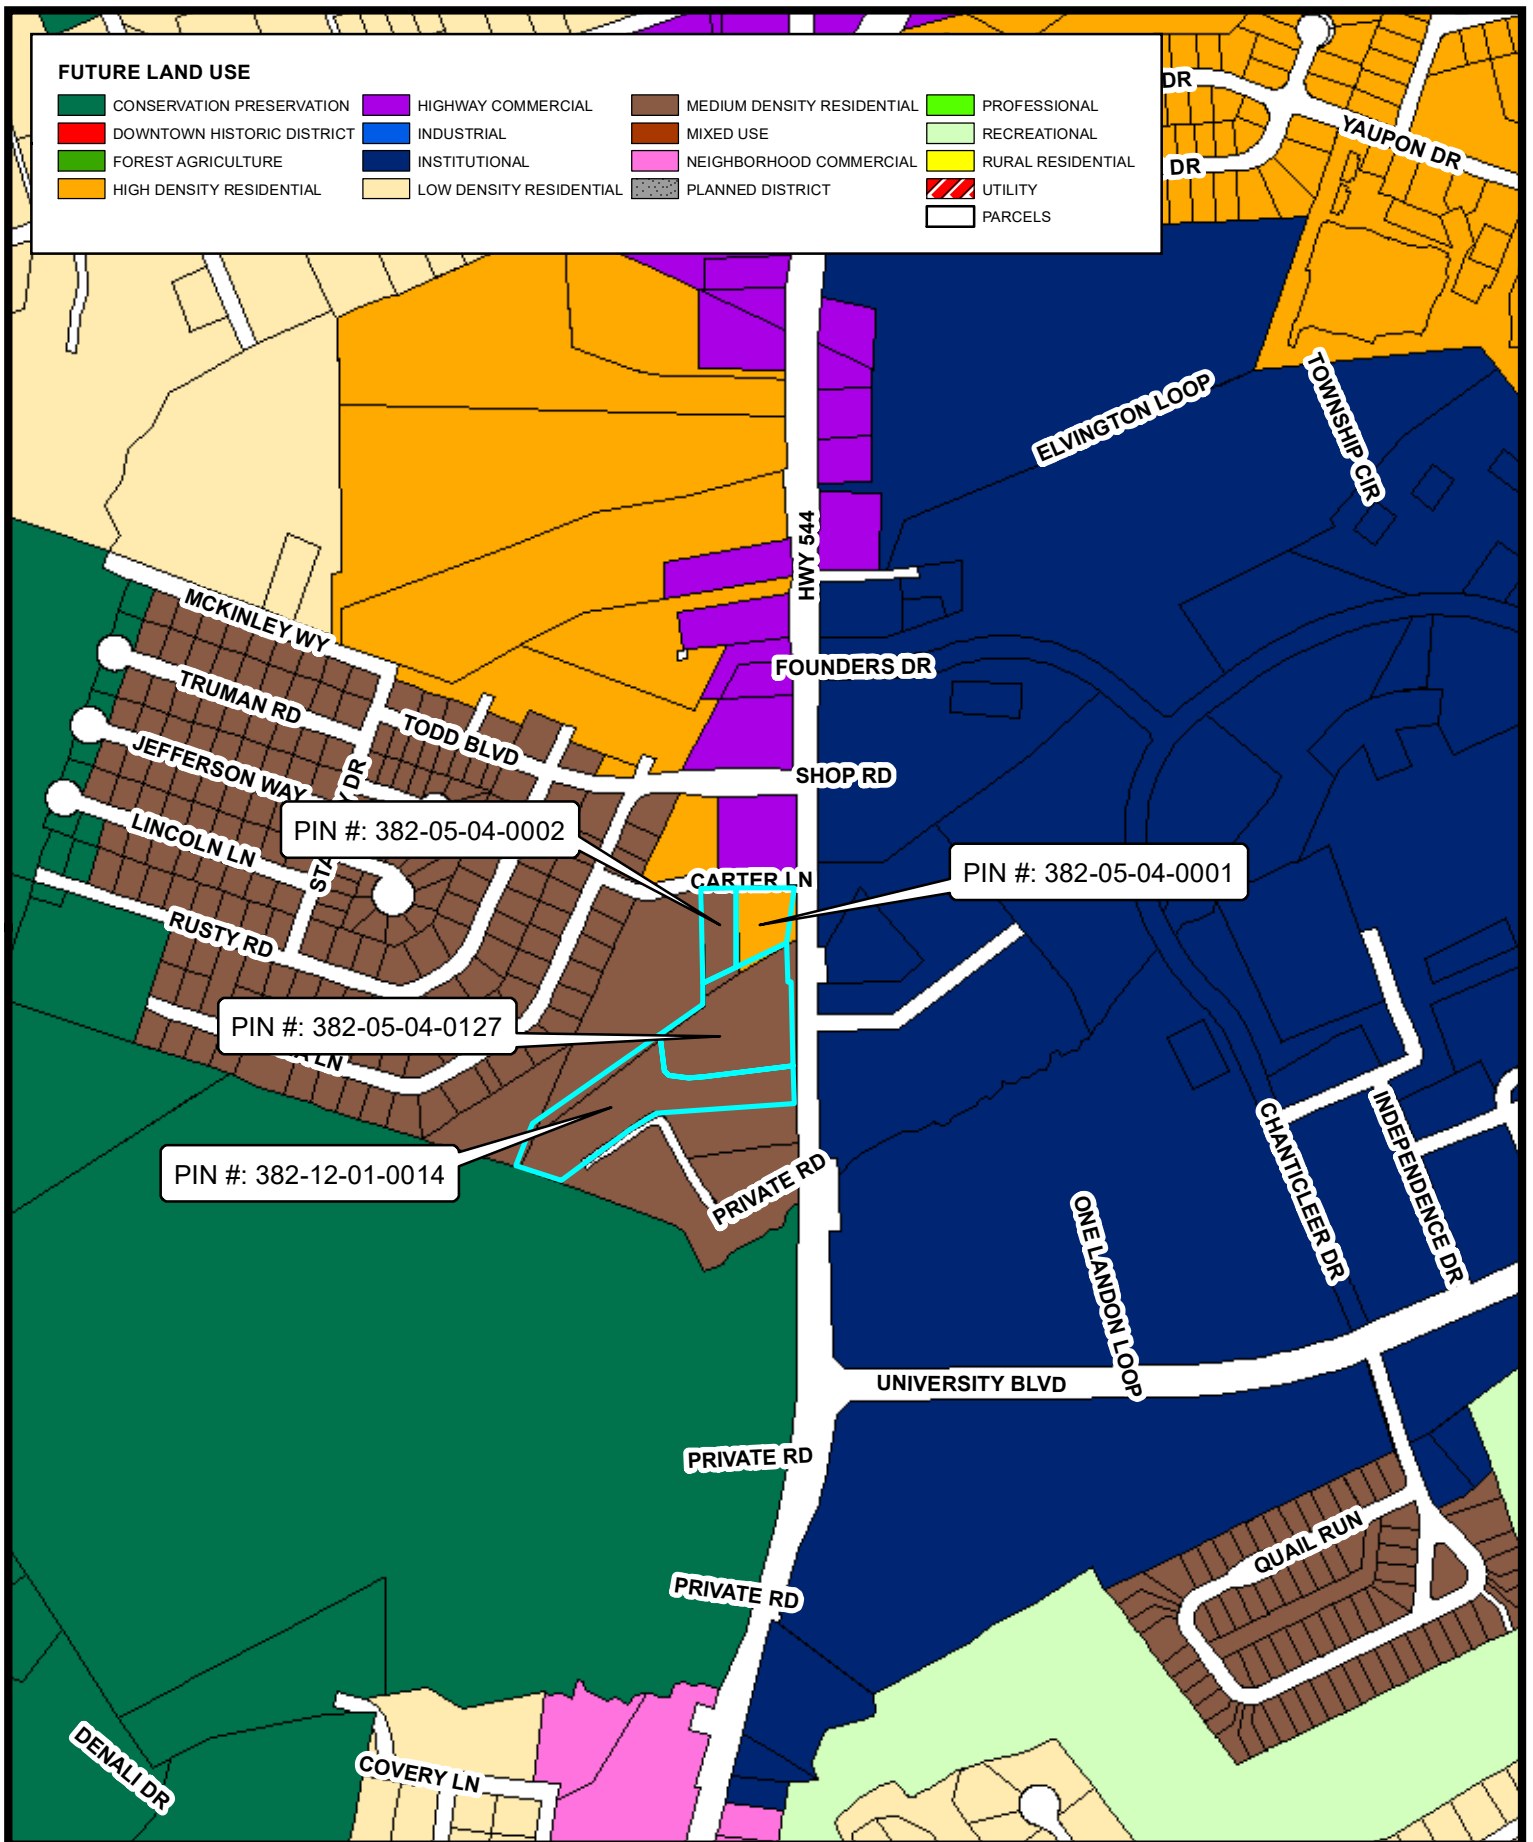 FUTURE LAND USE
CONSERVATION PRESERVATION
DOWNTOWN HISTORIC DISTRICT
FOREST AGRICULTURE
HIGH DENSITY RESIDENTIAL
HIGHWAY COMMERCIAL
INDUSTRIAL
INSTITUTIONAL
LOW DENSITY RESIDENTIAL
MEDIUM DENSITY RESIDENTIAL
MIXED USE
NEIGHBORHOOD COMMERCIAL
PLANNED DISTRICT
PROFESSIONAL
RECREATIONAL
RURAL RESIDENTIAL
UTILITY
PARCELS
DR
YAUPON DR
DR
ELVINGTON LOOP
TOWNSHIP CIR
HWY 544
MCKINLEY WY
FOUNDERS DR
TRUMAN RD
TODD BLVD
JEFFERSON WAY
SHOP RD
DR
PIN #: 382-05-04-0002
LINCOLN LN
PIN #: 382-05-04-0001
CARTER LN
RUSTY RD
PIN #: 382-05-04-0127
LN
PIN #: 382-12-01-0014
PRIVATE RD
CHANTICLEER DR
INDEPENDENCE DR
ONE LANDON LOOP
UNIVERSITY BLVD
PRIVATE RD
QUAIL RUN
PRIVATE RD
DENALI DR
COVERY LN